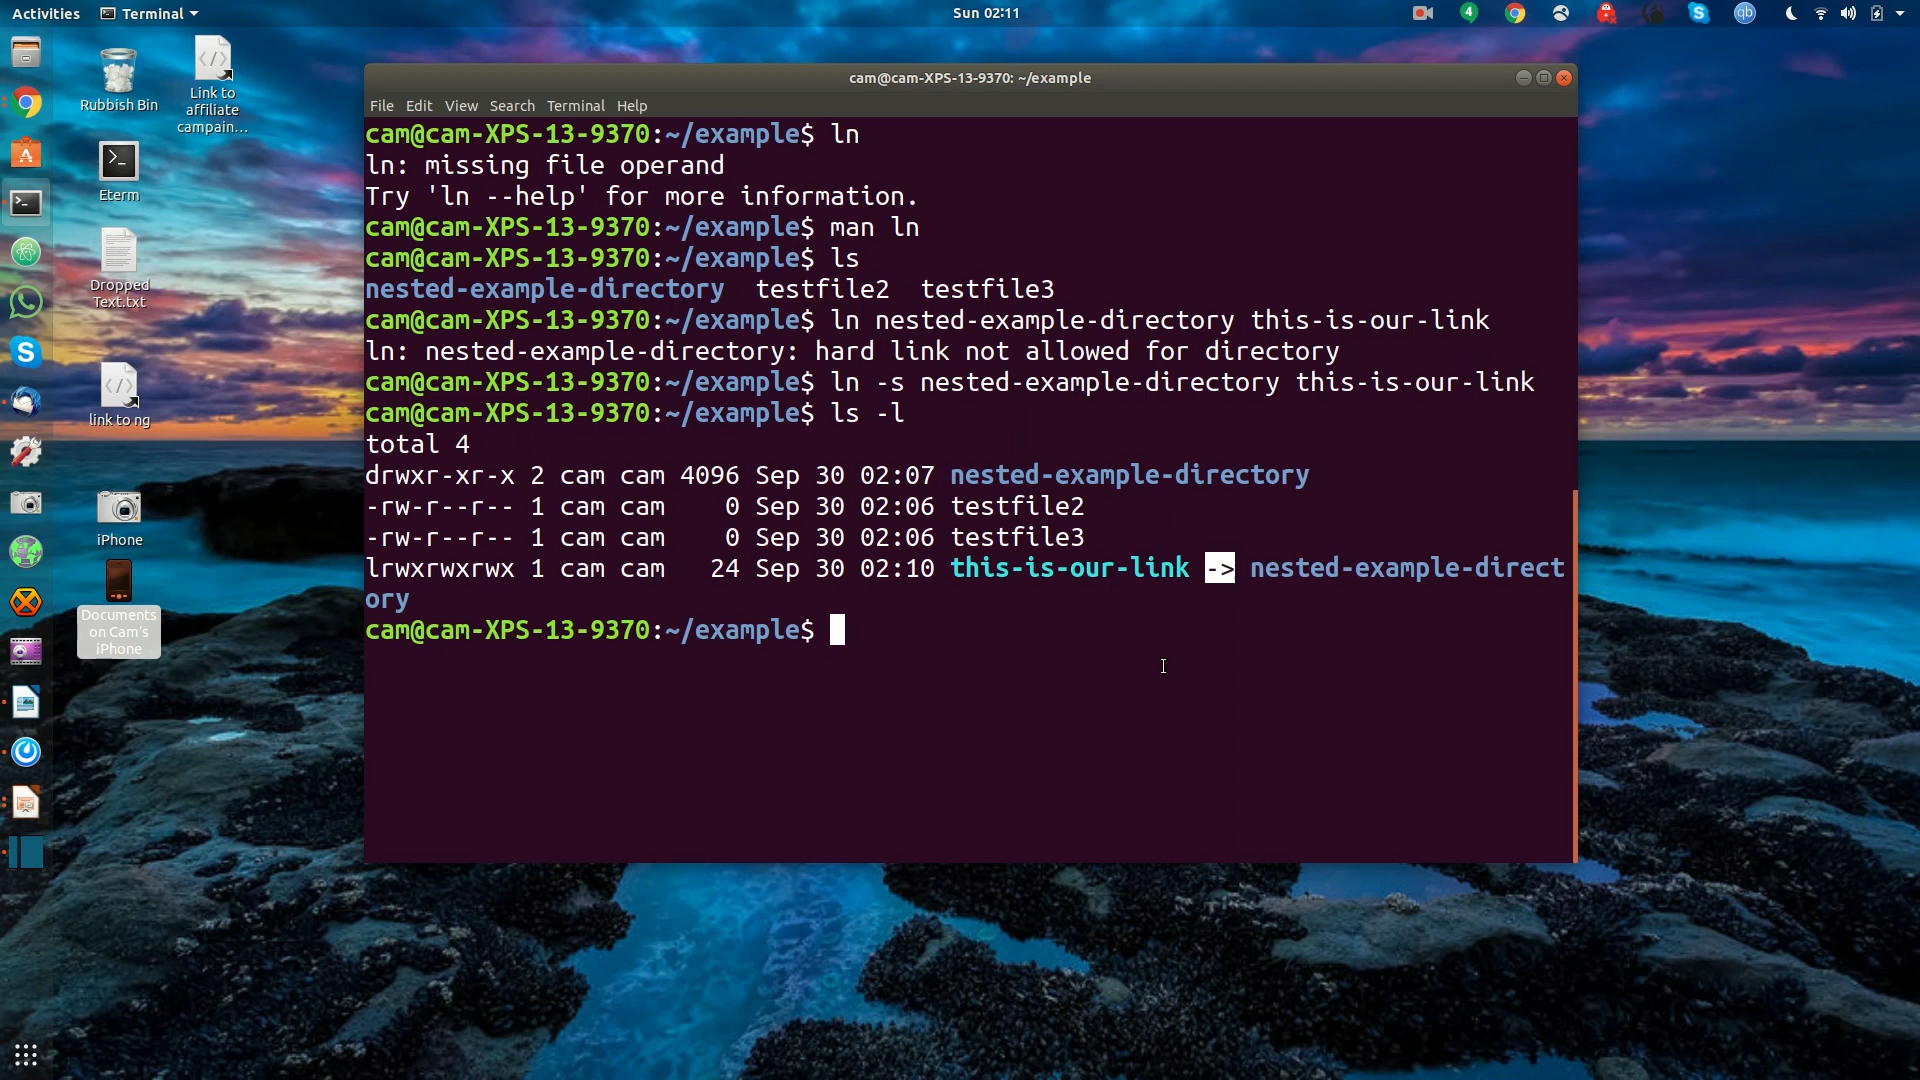 Activities Terminal Sun 02:11 4 qb
Rubbish Bin
Link to
affiliate
campain...
Eterm
Dropped
Text.txt
link to ng
iPhone
Documents
on Cam's
iPhone
cam@cam-XPS-13-9370: ~/example
File Edit View Search Terminal Help
cam@cam-XPS-13-9370:~/example$ ln
ln: missing file operand
Try 'ln --help' for more information.
cam@cam-XPS-13-9370:~/example$ man ln
cam@cam-XPS-13-9370:~/example$ ls
nested-example-directory  testfile2  testfile3
cam@cam-XPS-13-9370:~/example$ ln nested-example-directory this-is-our-link
ln: nested-example-directory: hard link not allowed for directory
cam@cam-XPS-13-9370:~/example$ ln -s nested-example-directory this-is-our-link
cam@cam-XPS-13-9370:~/example$ ls -l
total 4
drwxr-xr-x 2 cam cam 4096 Sep 30 02:07 nested-example-directory
-rw-r--r-- 1 cam cam    0 Sep 30 02:06 testfile2
-rw-r--r-- 1 cam cam    0 Sep 30 02:06 testfile3
lrwxrwxrwx 1 cam cam   24 Sep 30 02:10 this-is-our-link -> nested-example-direct
ory
cam@cam-XPS-13-9370:~/example$